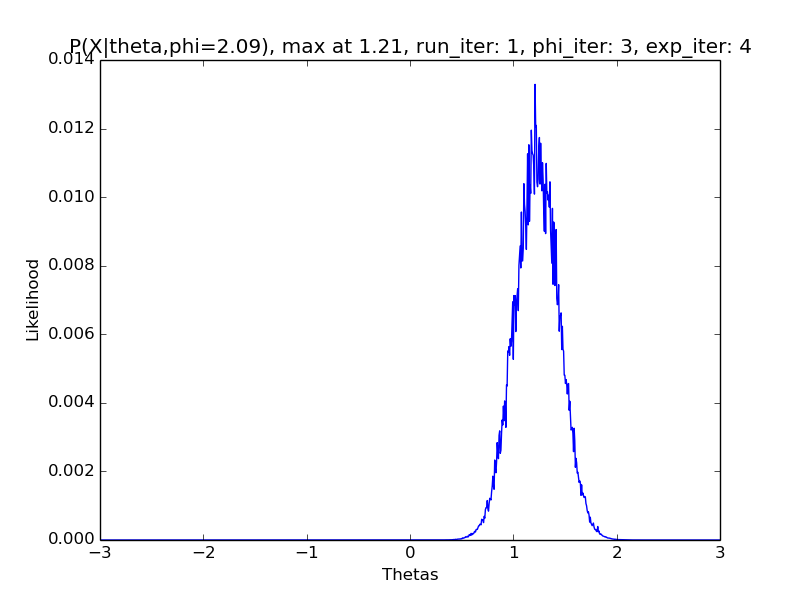 P(X|theta,phi=2.09), max at 1.21, run_iter: 1, phi_iter: 3, exp_iter: 4
0.014
0.012
0.010
0.008
0.006
0.004
0.002
0.000
Likelihood
−3 −2 −1 0 1 2 3
Thetas